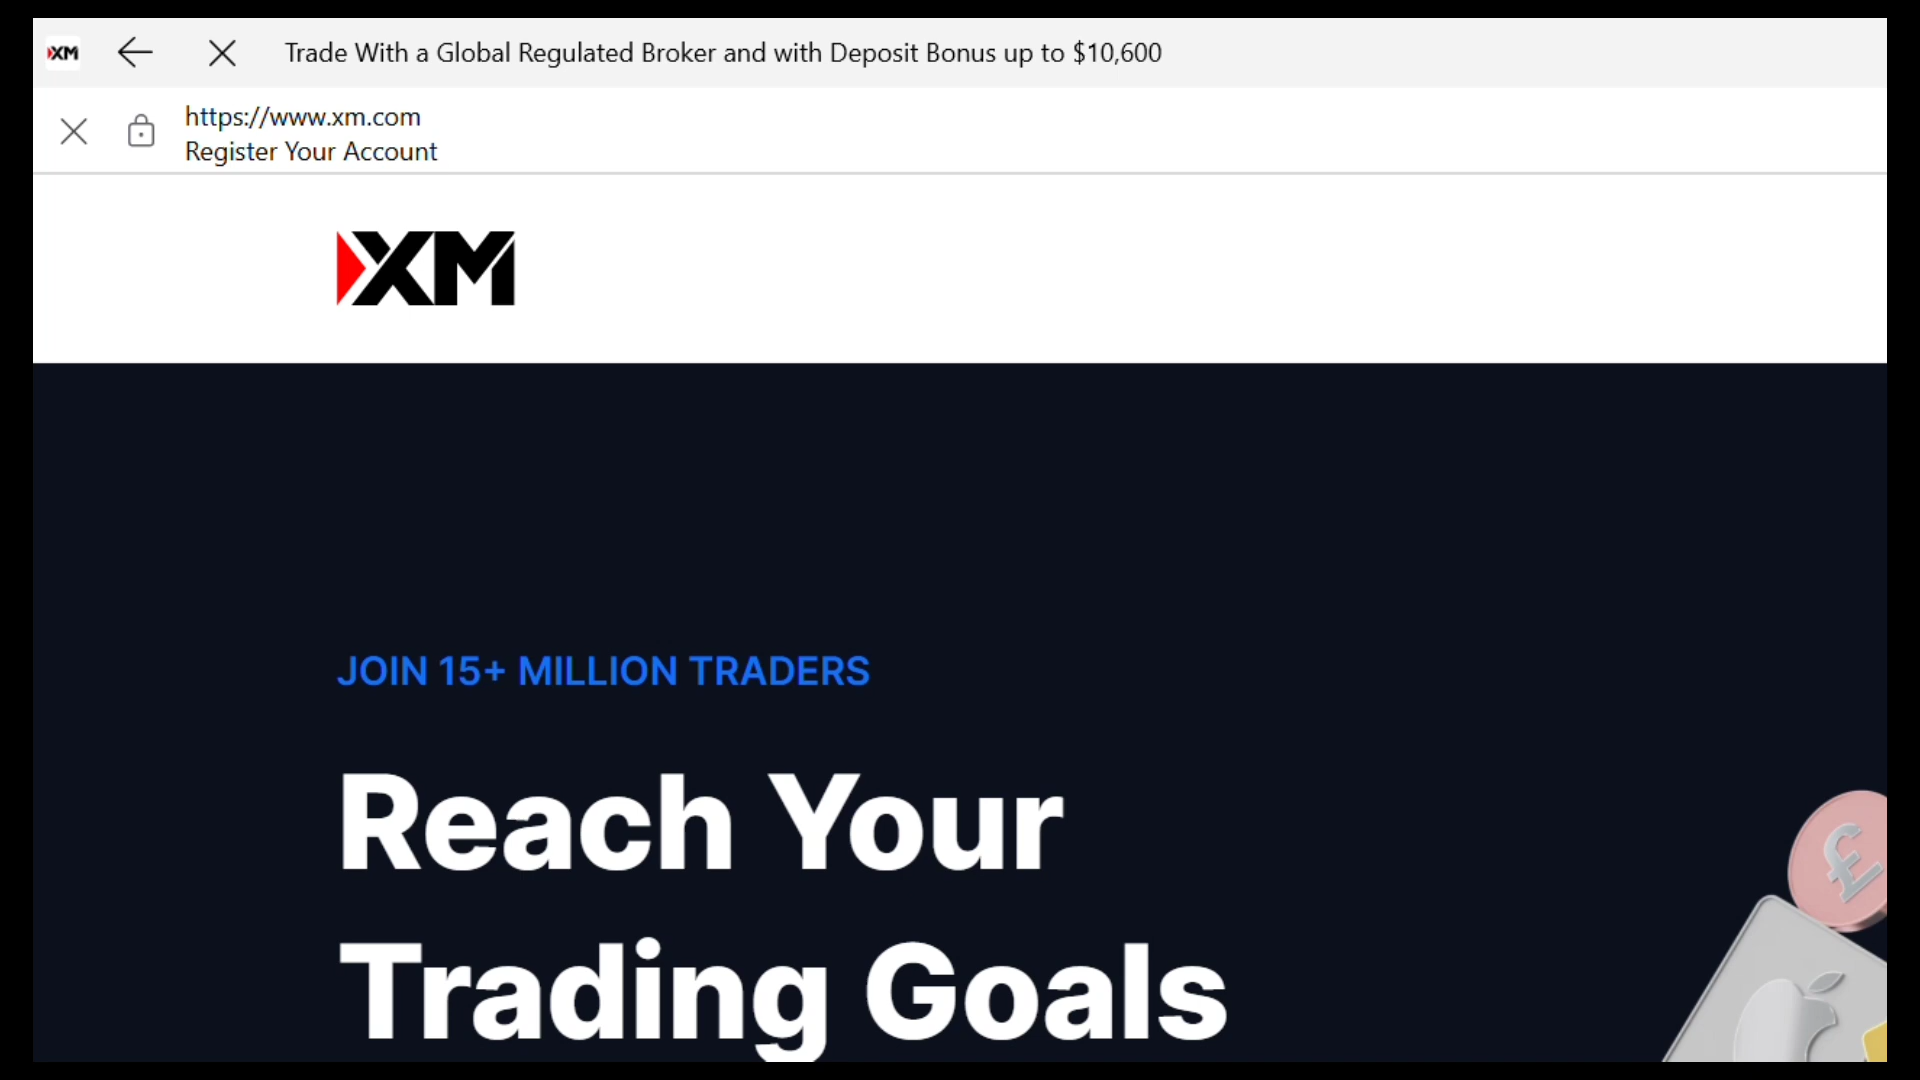 XM
Trade With a Global Regulated Broker and with Deposit Bonus up to $10,600
https://www.xm.com
Register Your Account
XM
JOIN 15+ MILLION TRADERS
Reach Your
Trading Goals
£